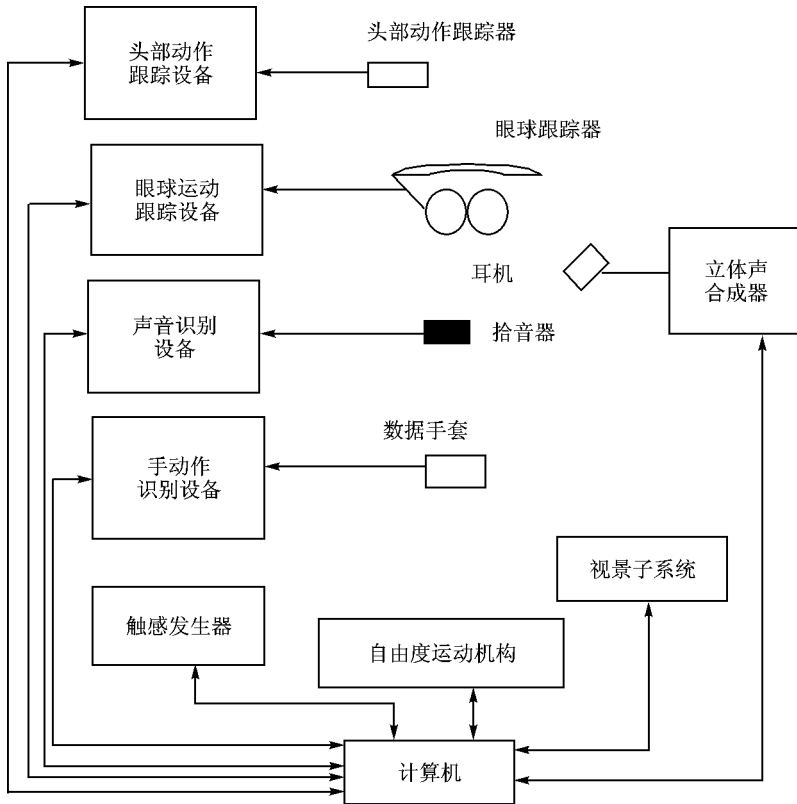 头部动作
跟踪设备
头部动作跟踪器
眼球跟踪器
眼球运动
跟踪设备
耳机
立体声
合成器
声音识别
设备
拾音器
数据手套
手动作
识别设备
视景子系统
触感发生器
自由度运动机构
计算机